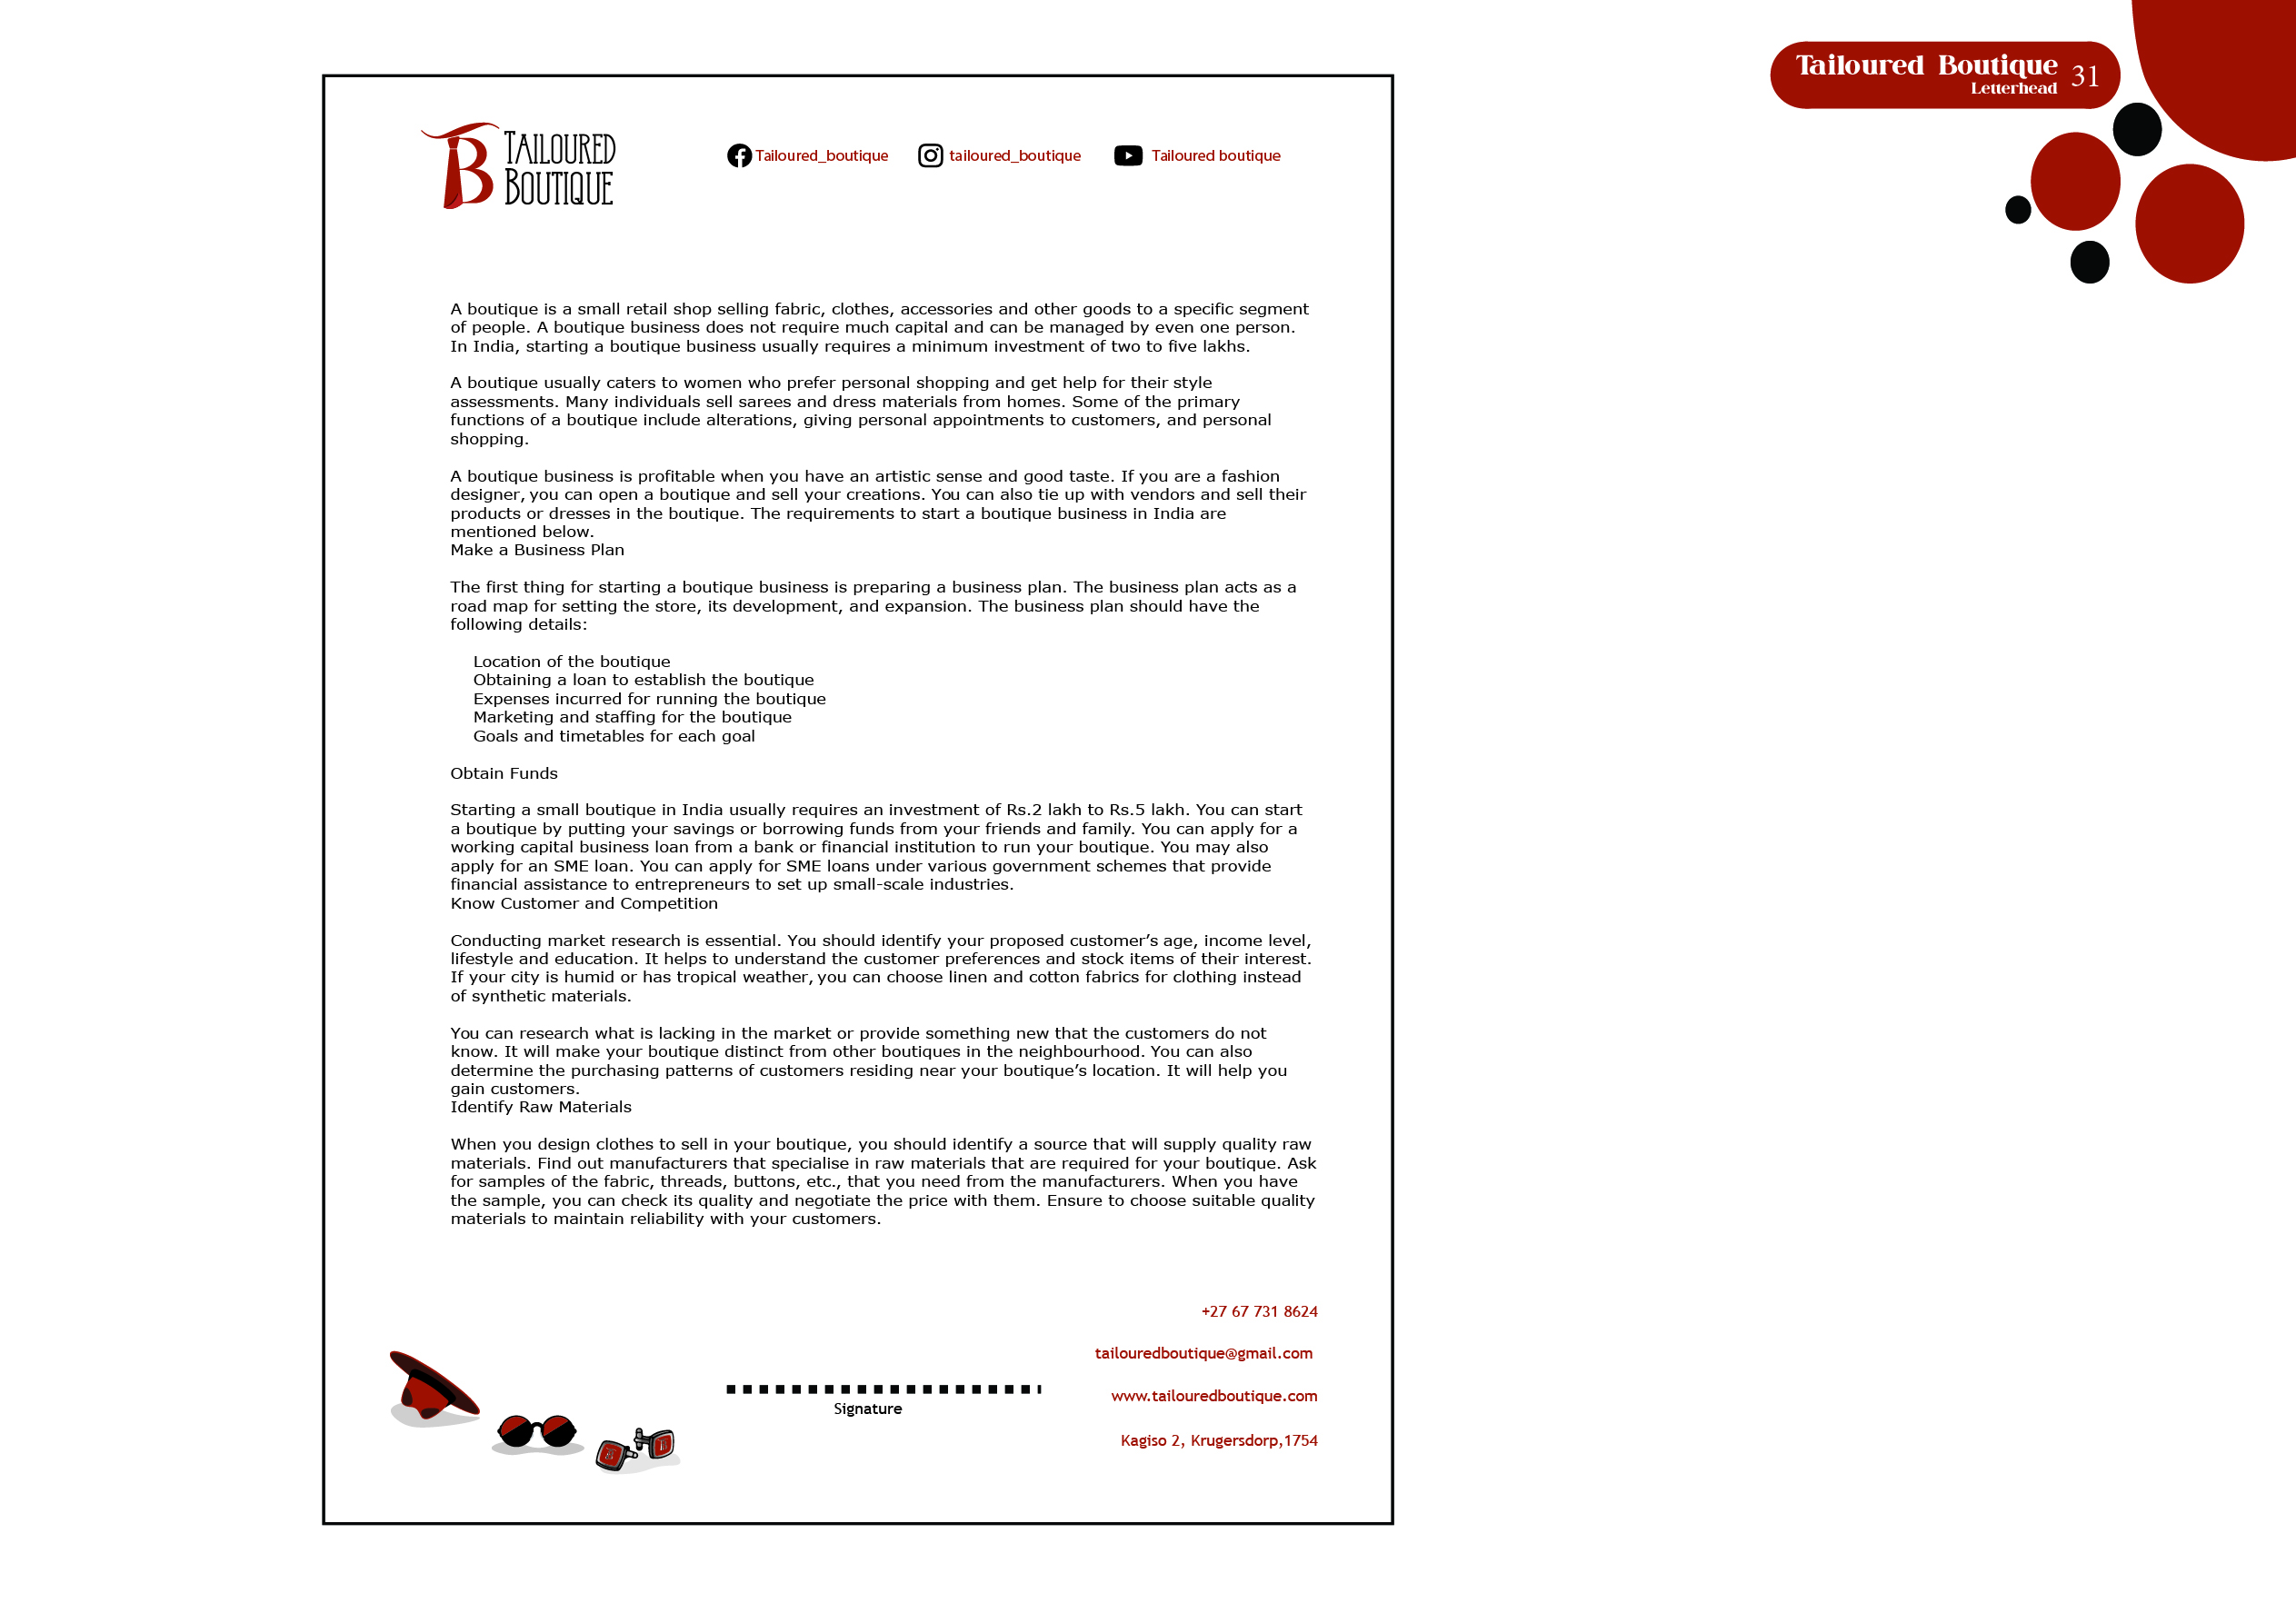 Tailoured Boutique
Letterhead
31
TAILOURED
BOUTIQUE
Tailoured_boutique
tailoured_boutique
Tailoured boutique
A boutique is a small retail shop selling fabric, clothes, accessories and other goods to a specific segment
of people. A boutique business does not require much capital and can be managed by even one person.
In India, starting a boutique business usually requires a minimum investment of two to five lakhs.
A boutique usually caters to women who prefer personal shopping and get help for their style
assessments. Many individuals sell sarees and dress materials from homes. Some of the primary
functions of a boutique include alterations, giving personal appointments to customers, and personal
shopping.
A boutique business is profitable when you have an artistic sense and good taste. If you are a fashion
designer, you can open a boutique and sell your creations. You can also tie up with vendors and sell their
products or dresses in the boutique. The requirements to start a boutique business in India are
mentioned below.
Make a Business Plan
The first thing for starting a boutique business is preparing a business plan. The business plan acts as a
road map for setting the store, its development, and expansion. The business plan should have the
following details:
Location of the boutique
Obtaining a loan to establish the boutique
Expenses incurred for running the boutique
Marketing and staffing for the boutique
Goals and timetables for each goal
Obtain Funds
Starting a small boutique in India usually requires an investment of Rs.2 lakh to Rs.5 lakh. You can start
a boutique by putting your savings or borrowing funds from your friends and family. You can apply for a
working capital business loan from a bank or financial institution to run your boutique. You may also
apply for an SME loan. You can apply for SME loans under various government schemes that provide
financial assistance to entrepreneurs to set up small-scale industries.
Know Customer and Competition
Conducting market research is essential. You should identify your proposed customer’s age, income level,
lifestyle and education. It helps to understand the customer preferences and stock items of their interest.
If your city is humid or has tropical weather, you can choose linen and cotton fabrics for clothing instead
of synthetic materials.
You can research what is lacking in the market or provide something new that the customers do not
know. It will make your boutique distinct from other boutiques in the neighbourhood. You can also
determine the purchasing patterns of customers residing near your boutique’s location. It will help you
gain customers.
Identify Raw Materials
When you design clothes to sell in your boutique, you should identify a source that will supply quality raw
materials. Find out manufacturers that specialise in raw materials that are required for your boutique. Ask
for samples of the fabric, threads, buttons, etc., that you need from the manufacturers. When you have
the sample, you can check its quality and negotiate the price with them. Ensure to choose suitable quality
materials to maintain reliability with your customers.
+27 67 731 8624
tailouredboutique@gmail.com
www.tailouredboutique.com
Signature
Kagiso 2, Krugersdorp,1754